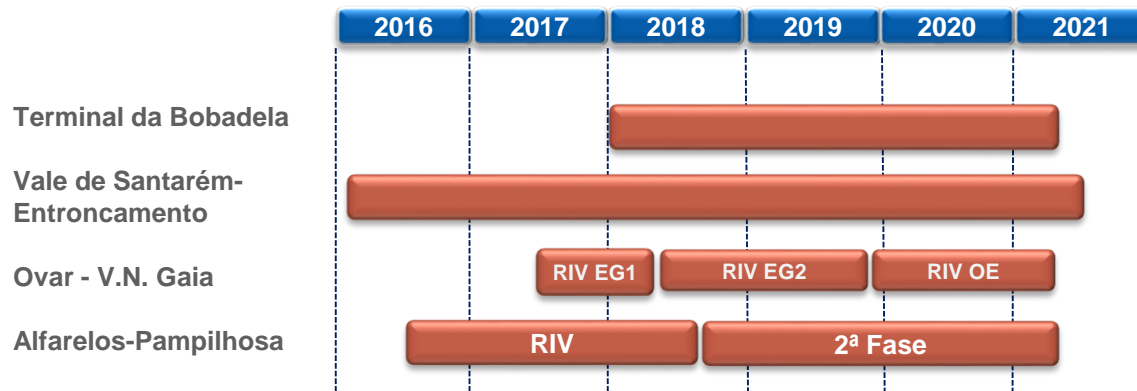 2016 2017 2018 2019 2020 2021
Terminal da Bobadela
Vale de Santarém-
Entroncamento
Ovar - V.N. Gaia
RIV EG1 RIV EG2 RIV OE
Alfarelos-Pampilhosa
RIV 2ª Fase